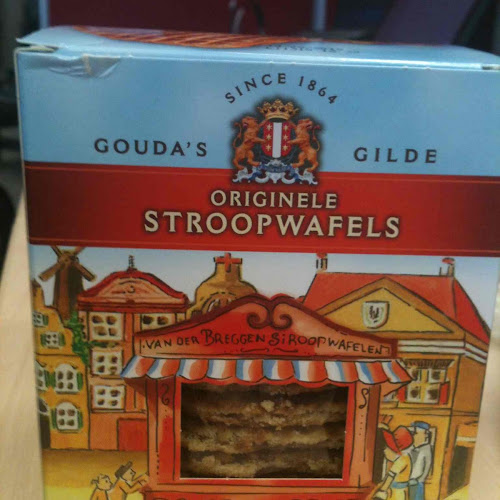 SINCE 1864
GOUDA'S GILDE
ORIGINELE
STROOPWAFELS
VAN DER BREGGEN STROOPWAFELEN